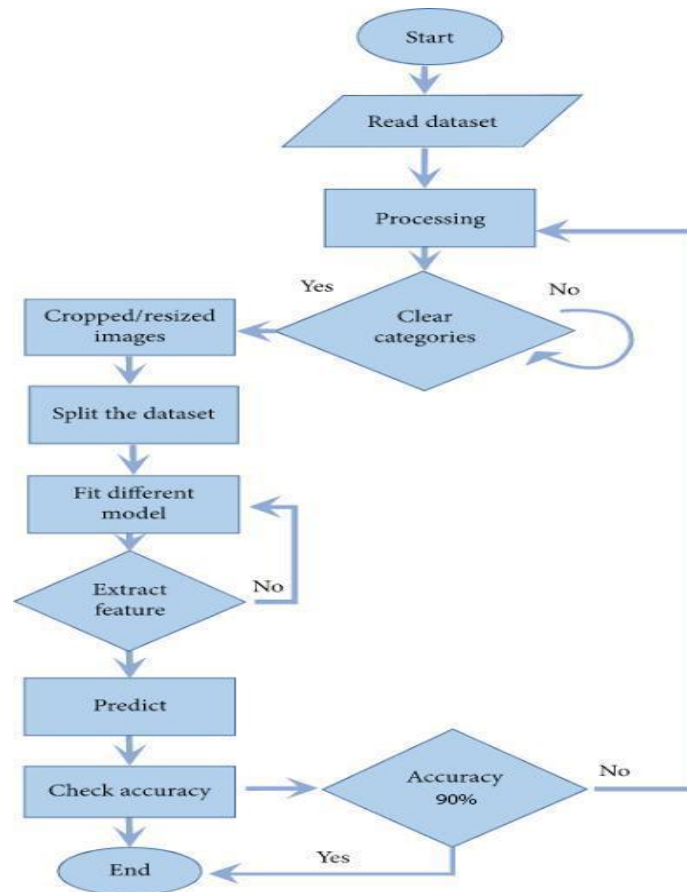 Start
Read dataset
Processing
Yes
No
Clear
categories
Cropped/resized
images
Split the dataset
Fit different
model
Extract
feature
No
Predict
Check accuracy
Accuracy
90%
No
Yes
End